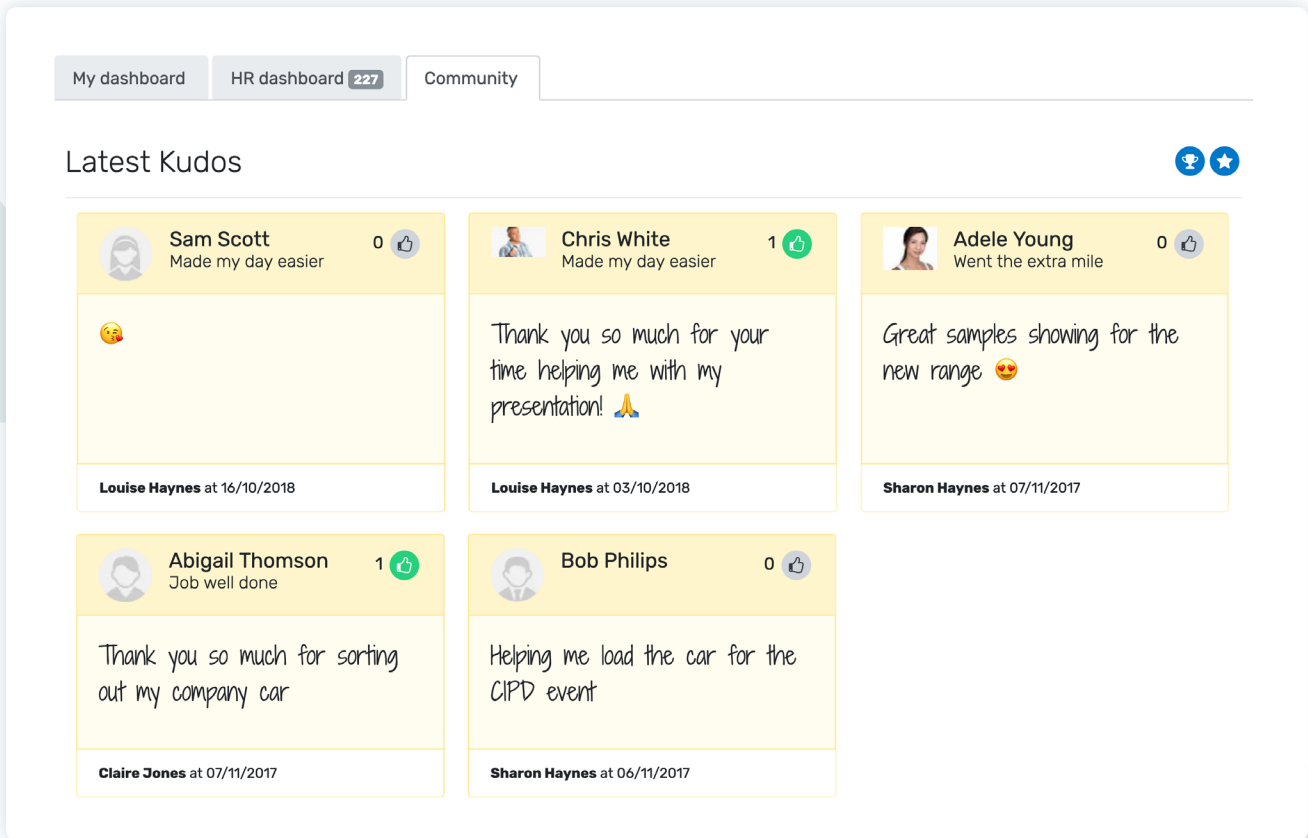 My dashboard
HR dashboard 227
Community
Latest Kudos
Sam Scott
Made my day easier
0
😘
Louise Haynes at 16/10/2018
Chris White
Made my day easier
1
Thank you so much for your
time helping me with my
presentation! 🙏
Louise Haynes at 03/10/2018
Adele Young
Went the extra mile
0
Great samples showing for the
new range 😍
Sharon Haynes at 07/11/2017
Abigail Thomson
Job well done
1
Thank you so much for sorting
out my company car
Claire Jones at 07/11/2017
Bob Philips
0
Helping me load the car for the
CIPD event
Sharon Haynes at 06/11/2017